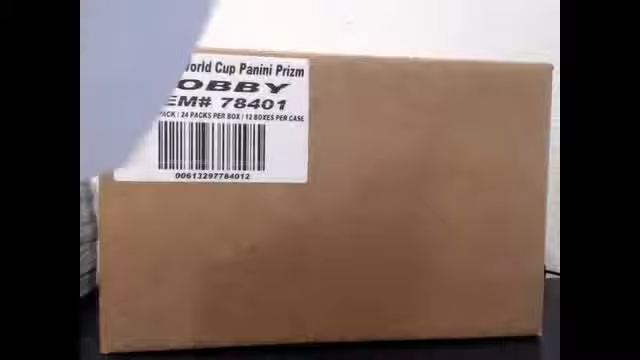 World Cup Panini Prizm
OBBY
EM# 78401
PACK / 24 PACKS PER BOX / 12 BOXES PER CASE
00613297784012